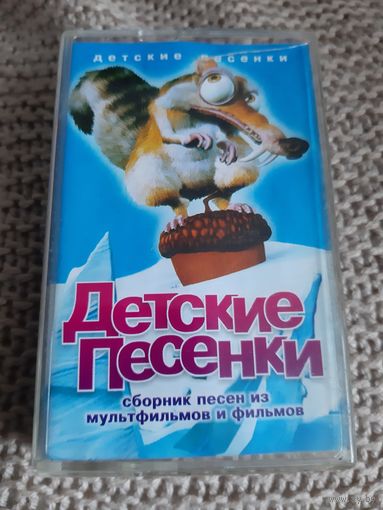 детские песенки
Детские
Песенки
сборник песен из
мультфильмов и фильмов